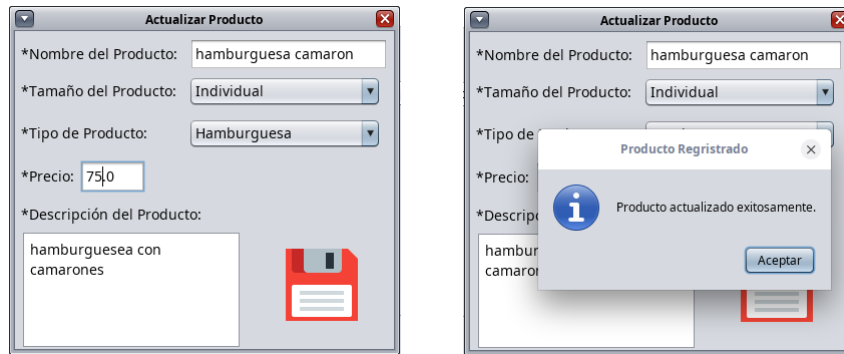 Actualizar Producto
*Nombre del Producto: hamburguesa camaron
*Tamaño del Producto: Individual
*Tipo de Producto: Hamburguesa
*Precio: 75.0
*Descripción del Producto:
hamburguesea con
camarones
Actualizar Producto
*Nombre del Producto: hamburguesa camaron
*Tamaño del Producto: Individual
*Tipo de
Producto Regristrado
*Precio:
Producto actualizado exitosamente.
*Descripc
hambur
camaron
Aceptar